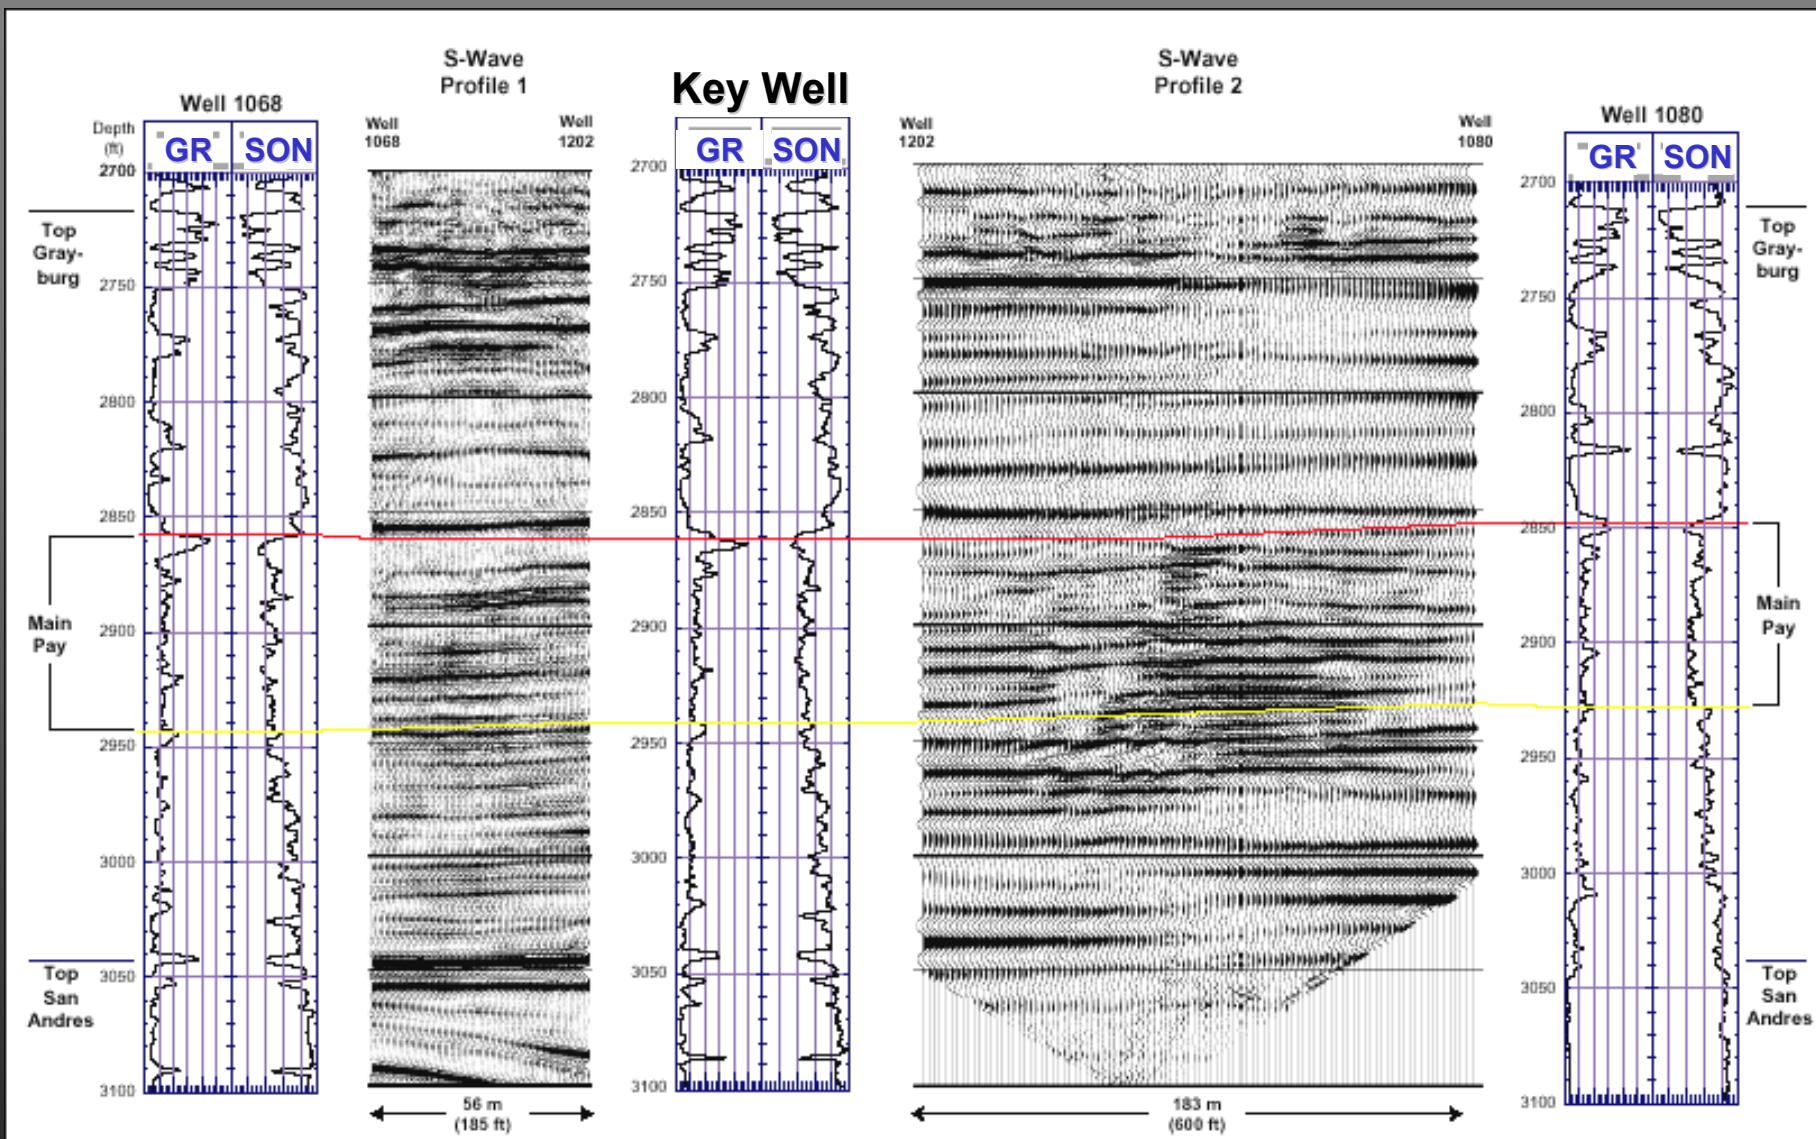 S-Wave
Profile 1
Key Well
S-Wave
Profile 2
Well 1068
Well 1080
Depth
(ft)
GR SON
Well
1068
Well
1202
GR SON
Well
1202
Well
1080
GR SON
2700
2750
2800
2850
2900
2950
3000
3050
3100
2700
2750
2800
2850
2900
2950
3000
3050
3100
2700
2750
2800
2850
2900
2950
3000
3050
3100
Top
Gray-
burg
Main
Pay
Top
San
Andres
Top
Gray-
burg
Main
Pay
Top
San
Andres
56 m
(185 ft)
183 m
(600 ft)